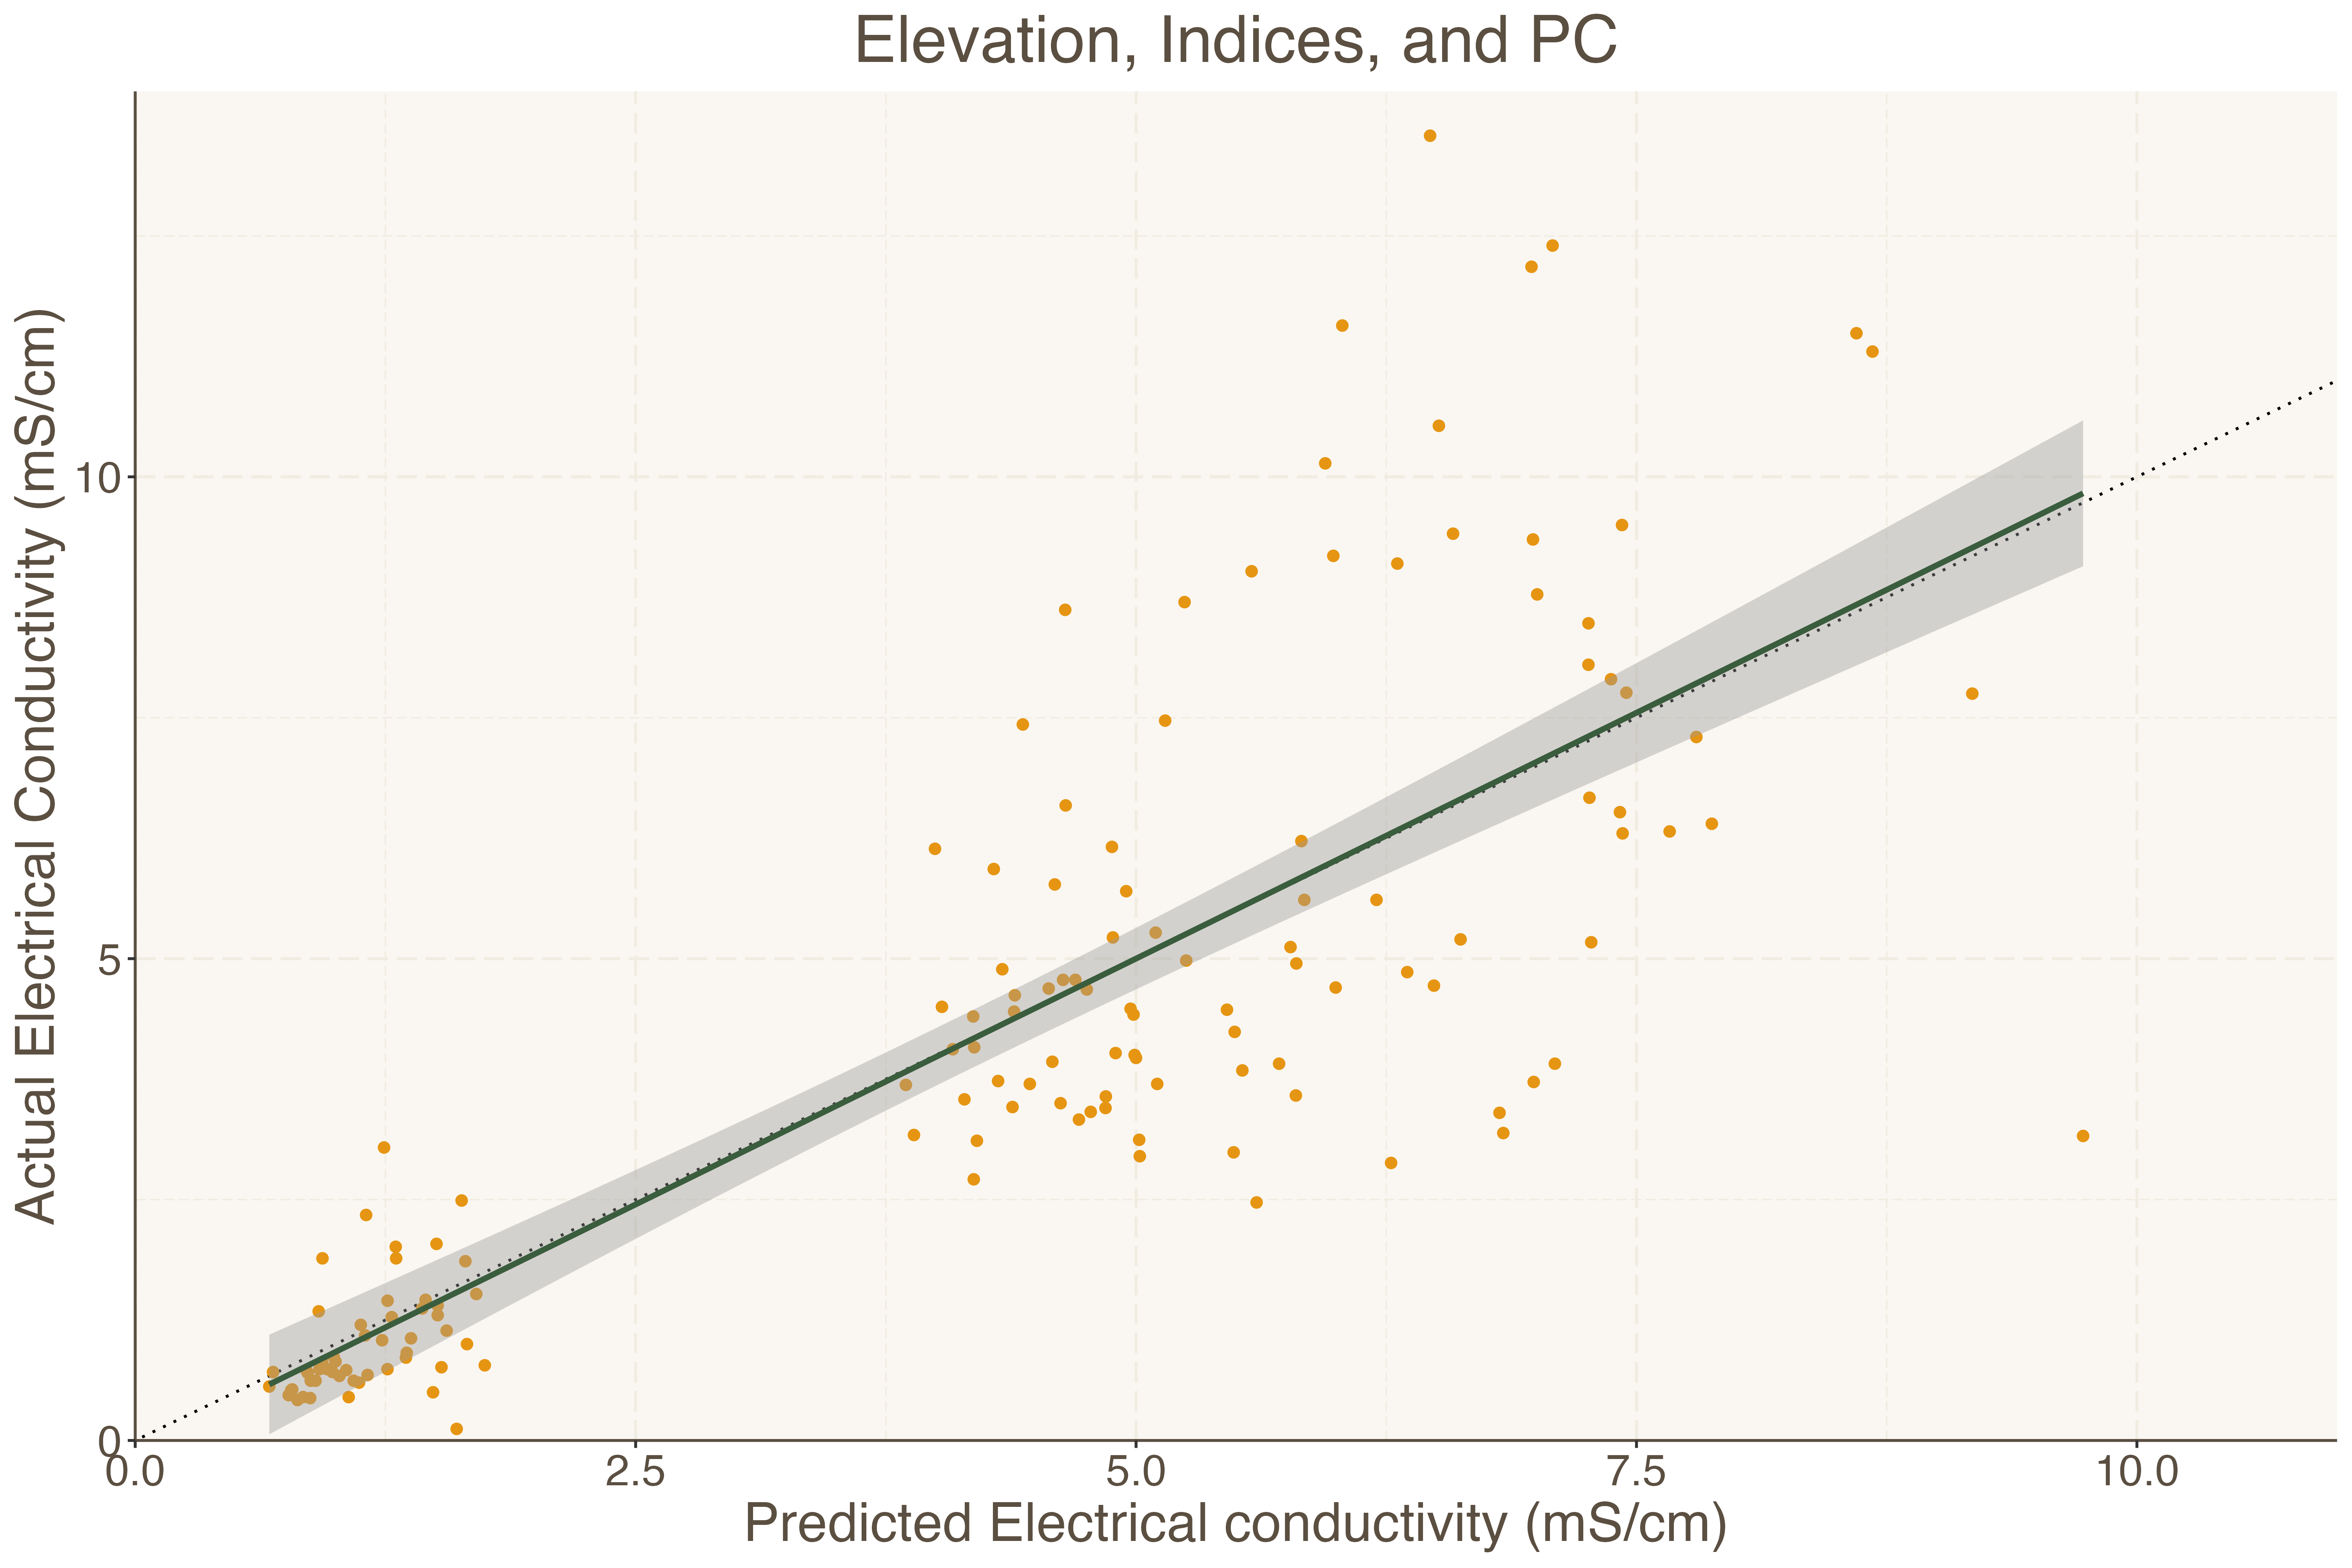 Elevation, Indices, and PC
Actual Electrical Conductivity (mS/cm)
10
5
0
0.0
2.5
5.0
7.5
10.0
Predicted Electrical conductivity (mS/cm)